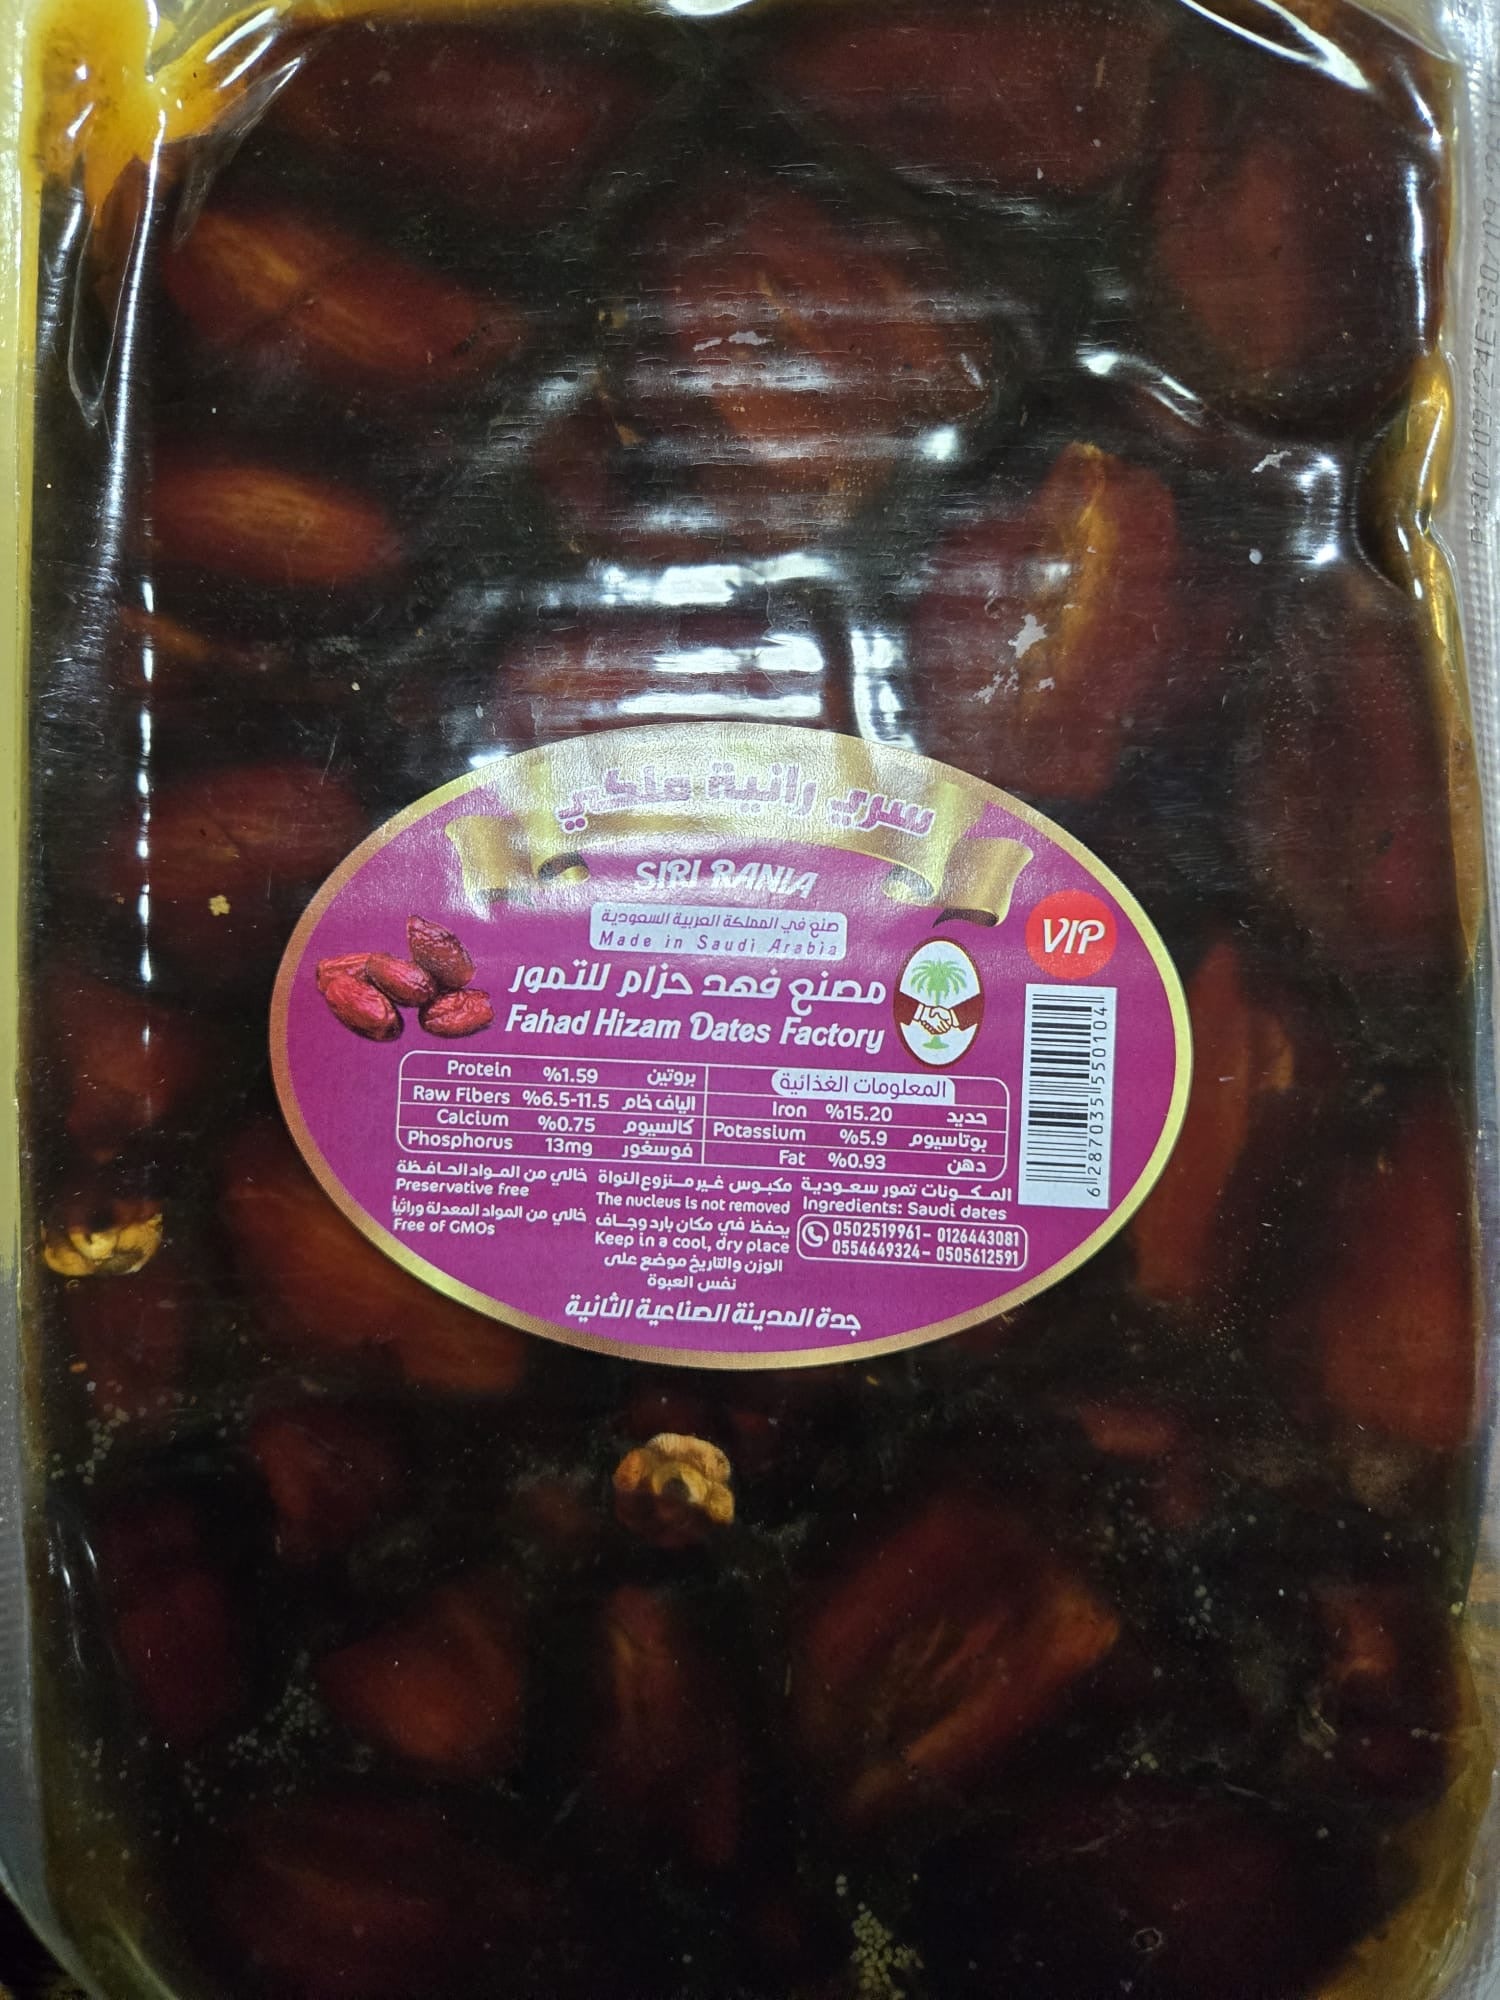 سري رانية ملكي
SIRI RANIA
صنع في المملكة العربية السعودية
Made in Saudi Arabia
VIP
مصنع فهد حزام للتمور
Fahad Hizam Dates Factory
المعلومات الغذائية
Protein %1.59 بروتين
Raw Fibers %6.5-11.5 الياف خام
Calcium %0.75 كالسيوم
Phosphorus 13mg فوسفور
Iron %15.20 حديد
Potassium %5.9 بوتاسيوم
Fat %0.93 دهن
المكونات تمور سعودية
Ingredients: Saudi dates
مكبوس غير منزوع النواة
The nucleus is not removed
خالي من المواد الحافظة
Preservative free
خالي من المواد المعدلة وراثياً
Free of GMOs
يحفظ في مكان بارد وجاف
Keep in a cool, dry place
الوزن والتاريخ موضع على
نفس العبوة
0502519961- 0126443081
0554649324- 0505612591
جدة المدينة الصناعية الثانية
6 287035 550104